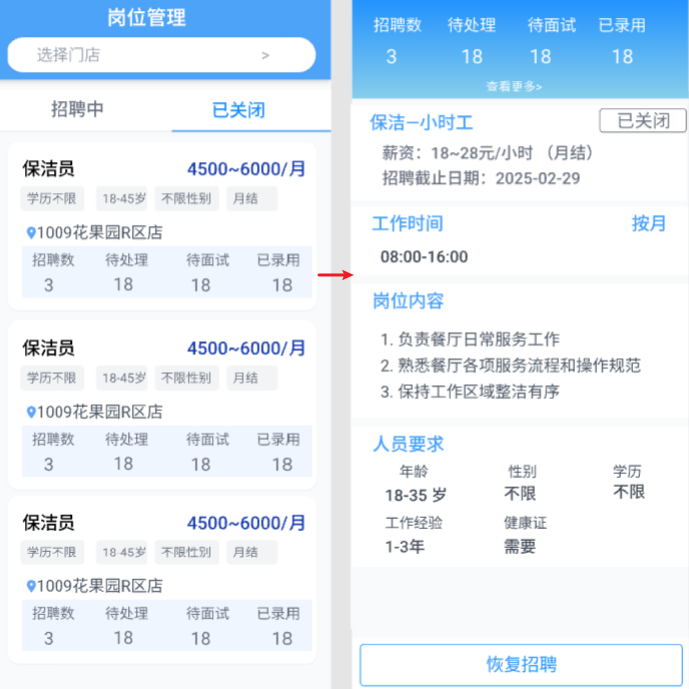 岗位管理
选择门店 >
招聘中 已关闭
保洁员 4500~6000/月
学历不限 18-45岁 不限性别 月结
1009花果园R区店
招聘数 待处理 待面试 已录用
3 18 18 18
保洁员 4500~6000/月
学历不限 18-45岁 不限性别 月结
1009花果园R区店
招聘数 待处理 待面试 已录用
3 18 18 18
保洁员 4500~6000/月
学历不限 18-45岁 不限性别 月结
1009花果园R区店
招聘数 待处理 待面试 已录用
3 18 18 18
招聘数 待处理 待面试 已录用
3 18 18 18
查看更多>
保洁—小时工 已关闭
薪资：18~28元/小时 （月结）
招聘截止日期：2025-02-29
工作时间 按月
08:00-16:00
岗位内容
1. 负责餐厅日常服务工作
2. 熟悉餐厅各项服务流程和操作规范
3. 保持工作区域整洁有序
人员要求
年龄 性别 学历
18-35 岁 不限 不限
工作经验 健康证
1-3年 需要
恢复招聘